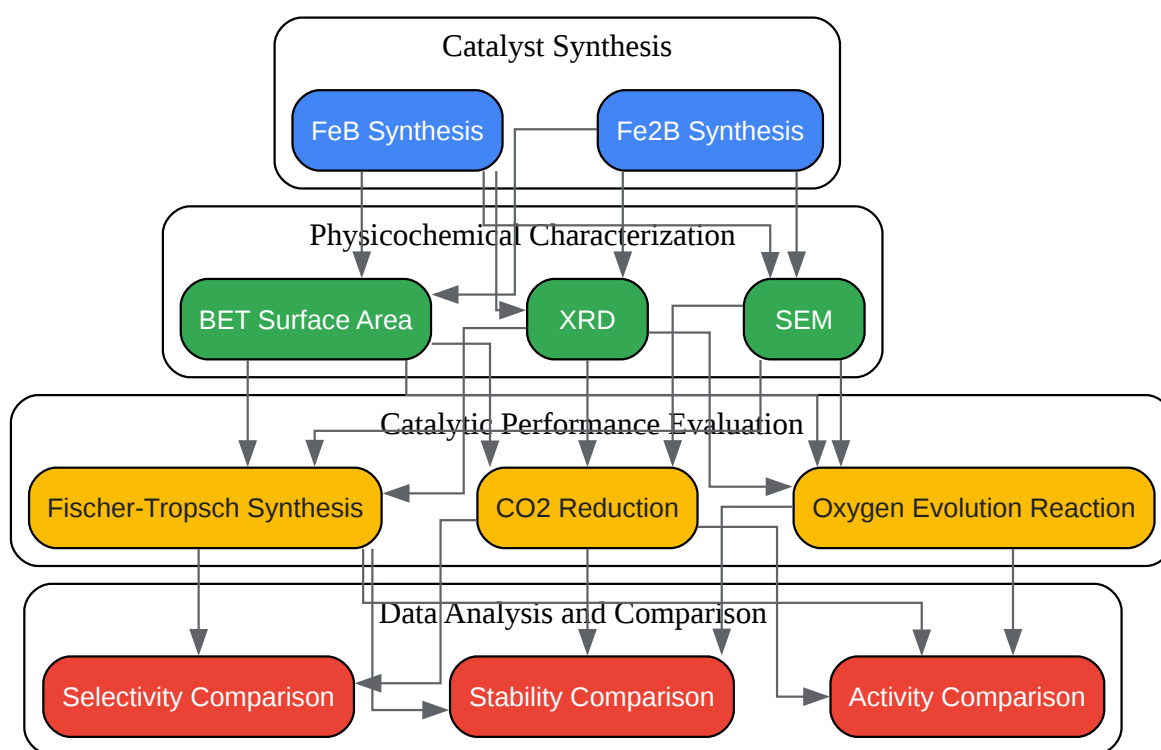 Catalyst Synthesis
FeB Synthesis
Fe2B Synthesis
Physicochemical Characterization
BET Surface Area
XRD
SEM
Catalytic Performance Evaluation
Fischer-Tropsch Synthesis
CO2 Reduction
Oxygen Evolution Reaction
Data Analysis and Comparison
Selectivity Comparison
Stability Comparison
Activity Comparison